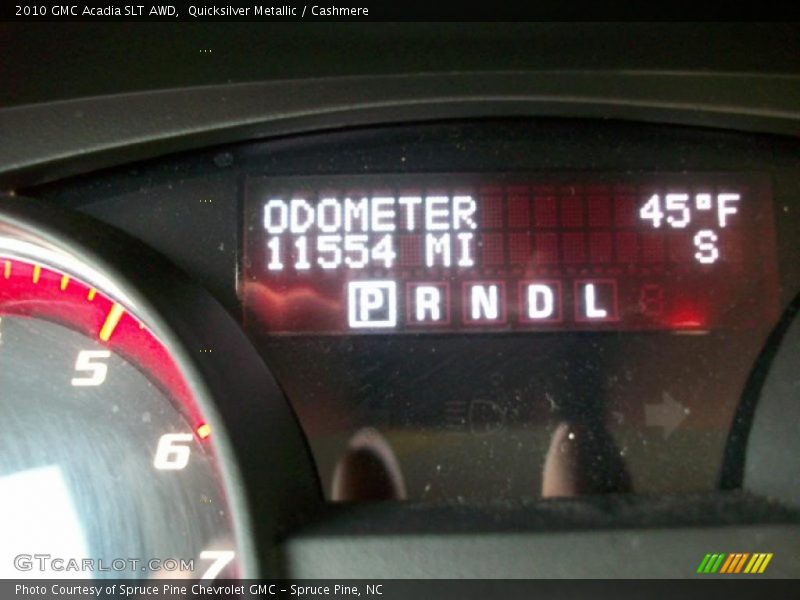 2010 GMC Acadia SLT AWD,  Quicksilver Metallic / Cashmere
ODOMETER 45°F
11554 MI S
P R N D L
5
6
7
GTCARLOT.COM
Photo Courtesy of Spruce Pine Chevrolet GMC - Spruce Pine, NC